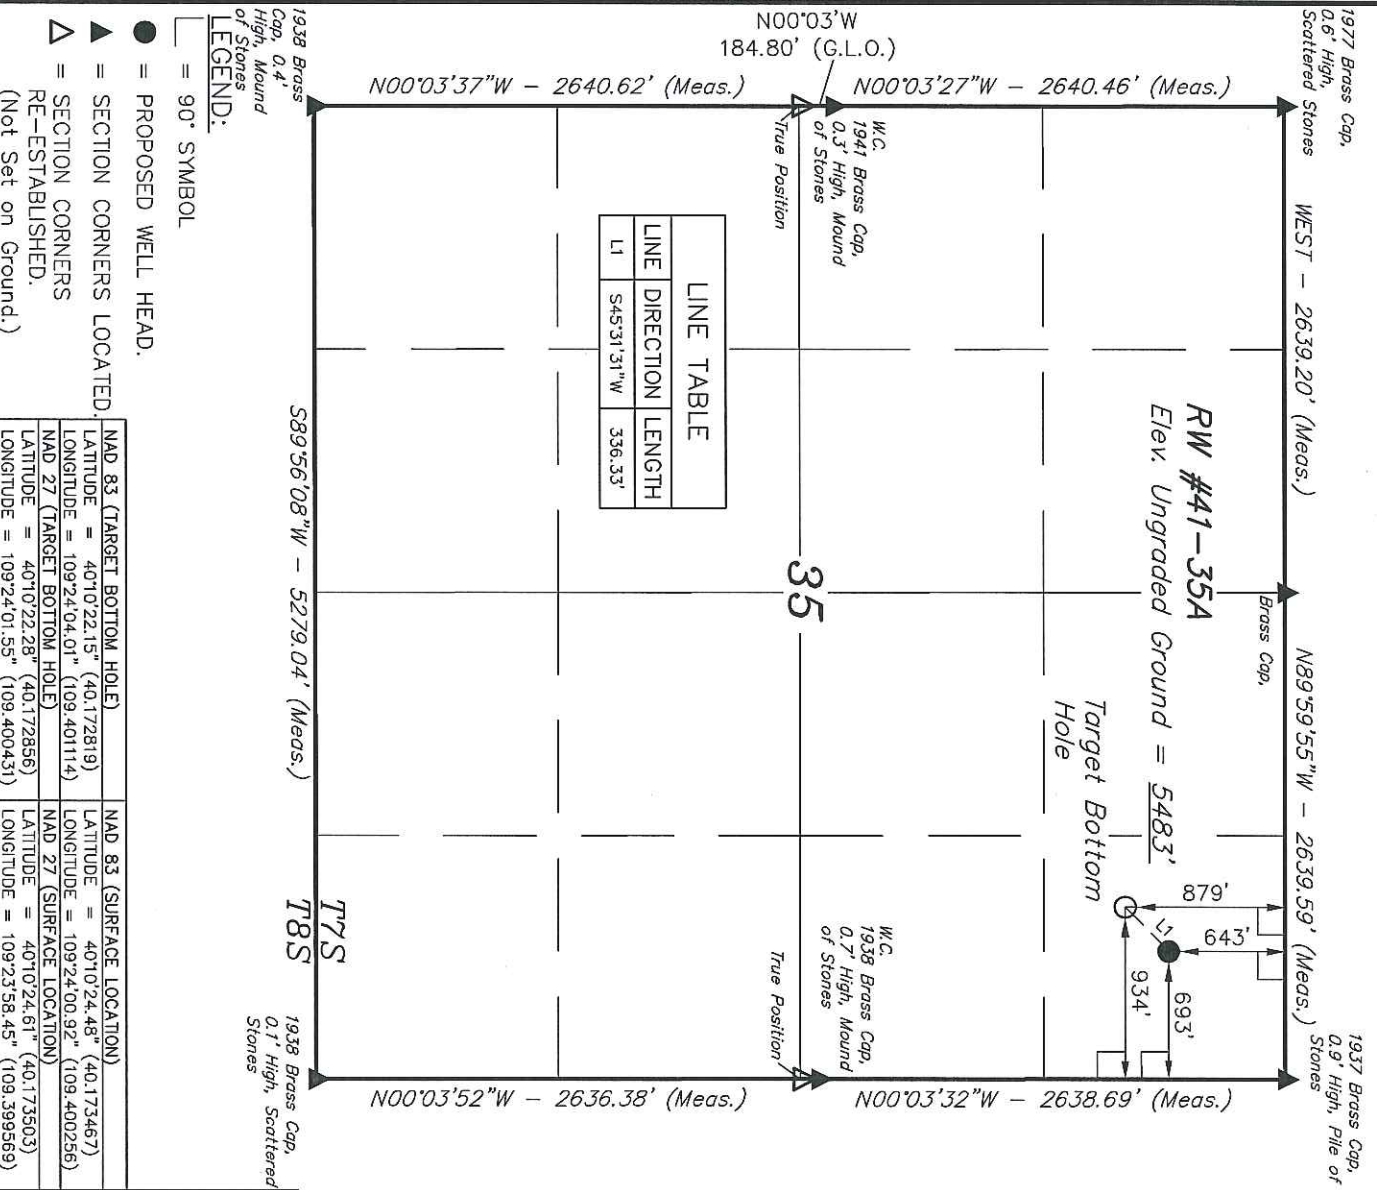 1977 Brass Cap,
0.6' High,
Scattered Stones
WEST – 2639.20' (Meas.)
N89°59'55"W – 2639.59' (Meas.)
1937 Brass Cap,
0.9' High, Pile of
Stones
Brass Cap,
N00°03'W
184.80' (G.L.O.)
N00°03'27"W – 2640.46' (Meas.)
N00°03'37"W – 2640.62' (Meas.)
RW #41-35A
Elev. Ungraded Ground = 5483'
Target Bottom
Hole
879'
643'
L1
693'
934'
W.C.
1941 Brass Cap,
0.3' High, Mound
of Stones
True Position
35
W.C.
1938 Brass Cap,
0.7' High, Mound
of Stones
True Position
N00°03'32"W – 2638.69' (Meas.)
N00°03'52"W – 2636.38' (Meas.)
LINE TABLE
LINE DIRECTION LENGTH
L1 S45°31'31"W 336.33'
1938 Brass
Cap, 0.4'
High, Mound
of Stones
S89°56'08"W – 5279.04' (Meas.)
T7S
T8S
1938 Brass Cap,
0.1' High, Scattered
Stones
LEGEND:
= 90° SYMBOL
= PROPOSED WELL HEAD.
= SECTION CORNERS LOCATED.
= SECTION CORNERS
RE-ESTABLISHED.
(Not Set on Ground.)
NAD 83 (TARGET BOTTOM HOLE)
LATITUDE = 40°10'22.15" (40.172819)
LONGITUDE = 109°24'04.01" (109.401114)
NAD 27 (TARGET BOTTOM HOLE)
LATITUDE = 40°10'22.28" (40.172856)
LONGITUDE = 109°24'01.55" (109.400431)
NAD 83 (SURFACE LOCATION)
LATITUDE = 40°10'24.48" (40.173467)
LONGITUDE = 109°24'00.92" (109.400256)
NAD 27 (SURFACE LOCATION)
LATITUDE = 40°10'24.61" (40.173503)
LONGITUDE = 109°23'58.45" (109.399569)